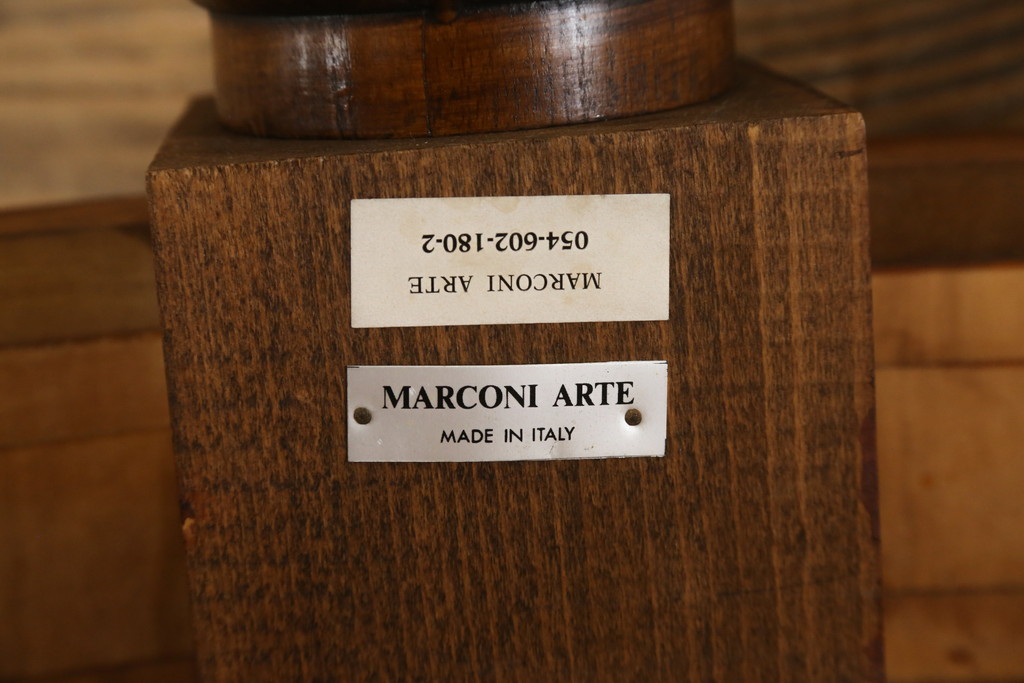 MARCONI ARTE
054-602-180-2
MARCONI ARTE
MADE IN ITALY